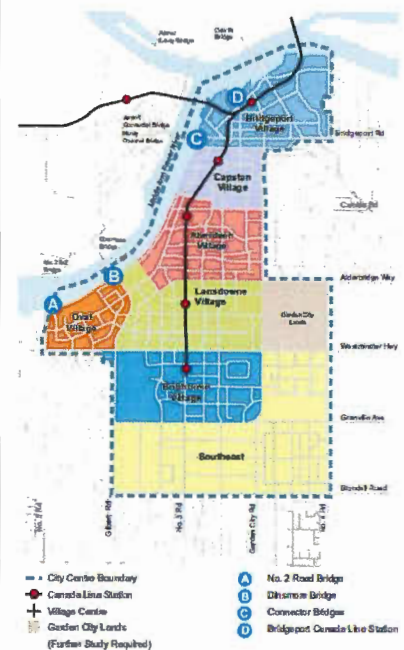 D
Bridgeport
Village
C
Bridgeport Rd
Capstan
Village
Cambie Rd
Aberdeen
Village
B
Alderbridge Way
Lansdowne
Village
A
Oval
Village
Garden City
Lands
Westminster Hwy
Brighouse
Village
Granville Ave
Southeast
Blundell Road
Gilbert Rd
No. 3 Rd
Garden City Rd
City Centre Boundary
Canada Line Station
Village Centre
Garden City Lands
(Further Study Required)
A No. 2 Road Bridge
B Dinsmore Bridge
C Connector Bridges
D Bridgeport Canada Line Station